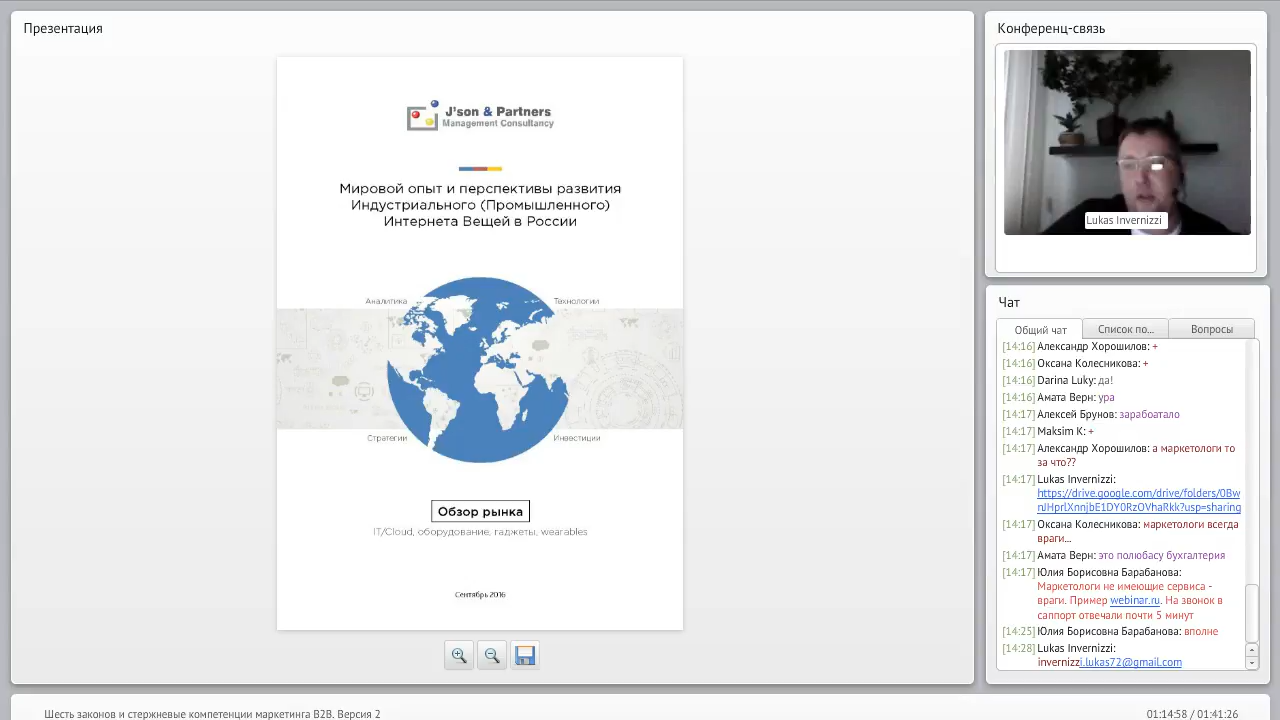 Презентация
J'son & Partners
Management Consultancy
Мировой опыт и перспективы развития
Индустриального (Промышленного)
Интернета Вещей в России
Аналитика
Технологии
Стратегии
Инвестиции
Обзор рынка
IT/Cloud, оборудование, гаджеты, wearables
Сентябрь 2016
Конференц-связь
Lukas Invernizzi
Чат
Общий чат
Список по...
Вопросы
[14:16] Александр Хорошилов: +
[14:16] Оксана Колесникова: +
[14:16] Darina Luky: да!
[14:16] Амата Верн: ура
[14:17] Алексей Брунов: зарабоатало
[14:17] Maksim K: +
[14:17] Александр Хорошилов: а маркетологи то
за что??
[14:17] Lukas Invernizzi:
https://drive.google.com/drive/folders/0Bw
nJHprlXnnjbE1DY0RzOVhaRkk?usp=sharing
[14:17] Оксана Колесникова: маркетологи всегда
враги...
[14:17] Амата Верн: это полюбасу бухгалтерия
[14:17] Юлия Борисовна Барабанова:
Маркетологи не имеющие сервиса -
враги. Пример webinar.ru. На звонок в
саппорт отвечали почти 5 минут
[14:25] Юлия Борисовна Барабанова: вполне
[14:28] Lukas Invernizzi:
invernizzi.lukas72@gmail.com
Шесть законов и стержневые компетенции маркетинга B2B. Версия 2
01:14:58 / 01:41:26